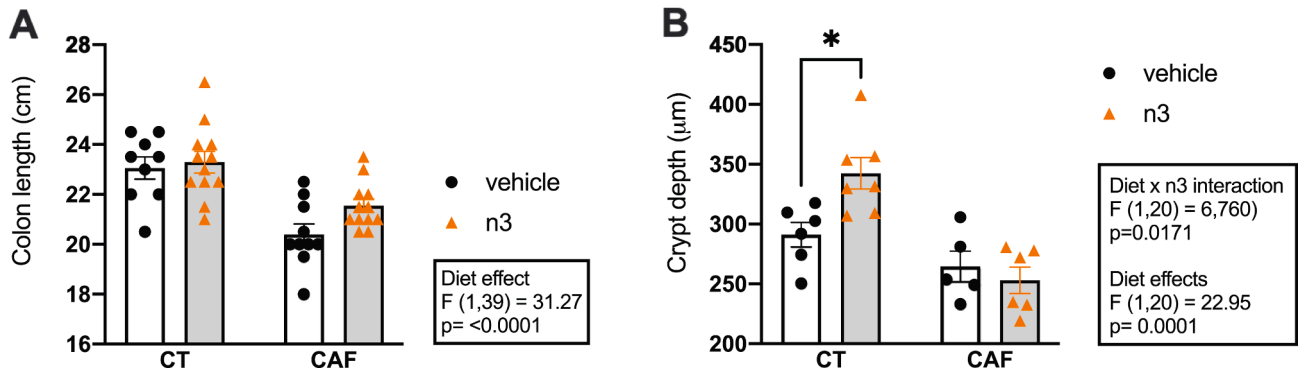 A
Colon length (cm)
28
26
24
22
20
18
16
CT
CAF
vehicle
n3
Diet effect
F (1,39) = 31.27
p= <0.0001
B
Crypt depth (μm)
450
400
350
300
250
200
*
CT
CAF
vehicle
n3
Diet x n3 interaction
F (1,20) = 6,760)
p=0.0171
Diet effects
F (1,20) = 22.95
p= 0.0001